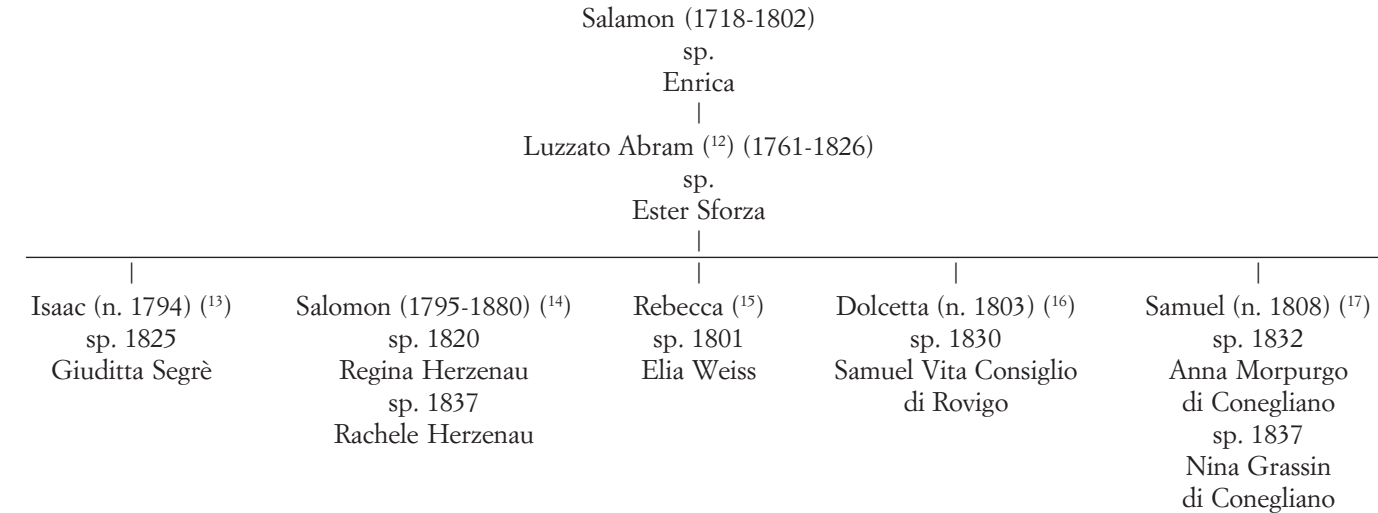 Salamon (1718-1802)
sp.
Enrica
Luzzato Abram (12) (1761-1826)
sp.
Ester Sforza
Isaac (n. 1794) (13)
sp. 1825
Giuditta Segrè
Salomon (1795-1880) (14)
sp. 1820
Regina Herzenau
sp. 1837
Rachele Herzenau
Rebecca (15)
sp. 1801
Elia Weiss
Dolcetta (n. 1803) (16)
sp. 1830
Samuel Vita Consiglio
di Rovigo
Samuel (n. 1808) (17)
sp. 1832
Anna Morpurgo
di Conegliano
sp. 1837
Nina Grassin
di Conegliano